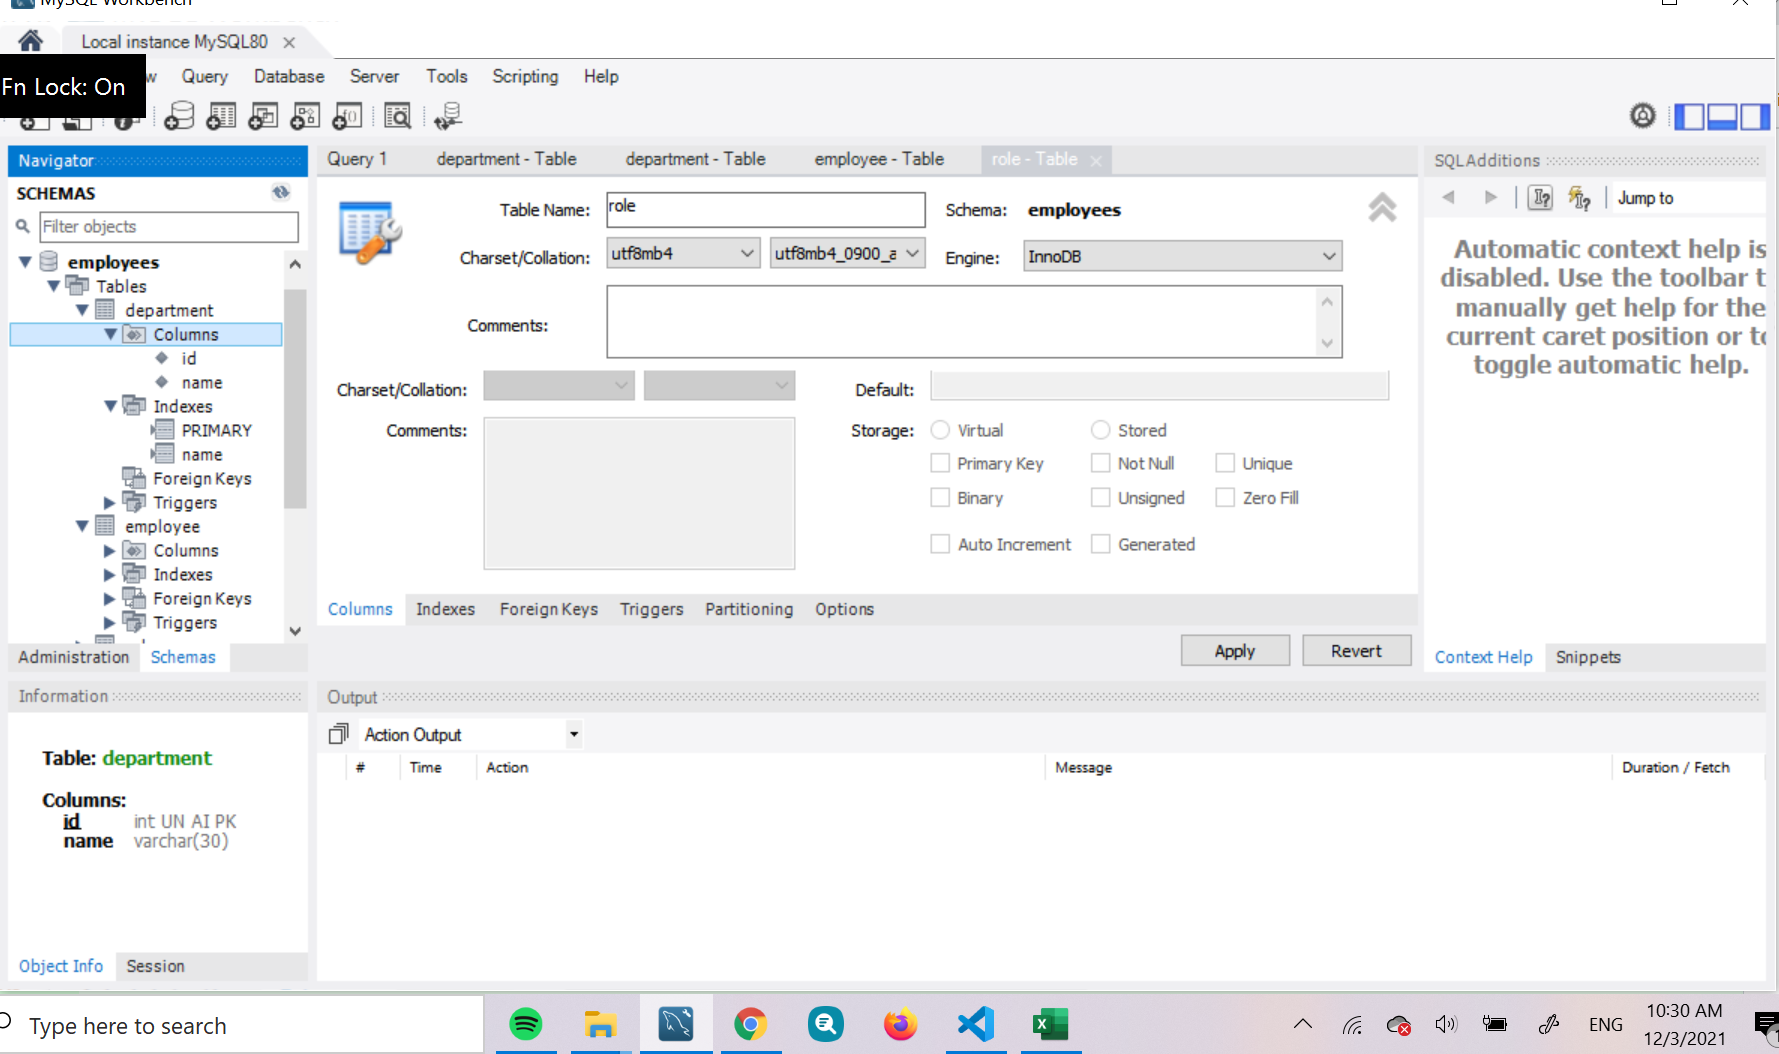 MySQL Workbench
Local instance MySQL80
Fn Lock: On
w Query Database Server Tools Scripting Help
Navigator
SCHEMAS
Filter objects
employees
Tables
department
Columns
id
name
Indexes
PRIMARY
name
Foreign Keys
Triggers
employee
Columns
Indexes
Foreign Keys
Triggers
Administration Schemas
Information
Table: department
Columns:
id int UN AI PK
name varchar(30)
Object Info Session
Query 1 department - Table department - Table employee - Table role - Table
Table Name: role Schema: employees
Charset/Collation: utf8mb4 utf8mb4_0900_a Engine: InnoDB
Comments:
Charset/Collation: Default:
Comments: Storage: Virtual Stored
Primary Key Not Null Unique
Binary Unsigned Zero Fill
Auto Increment Generated
Columns Indexes Foreign Keys Triggers Partitioning Options
Apply Revert
SQLAdditions
Jump to
Automatic context help is
disabled. Use the toolbar t
manually get help for the
current caret position or to
toggle automatic help.
Context Help Snippets
Output
Action Output
# Time Action Message Duration / Fetch
Type here to search
ENG
10:30 AM
12/3/2021